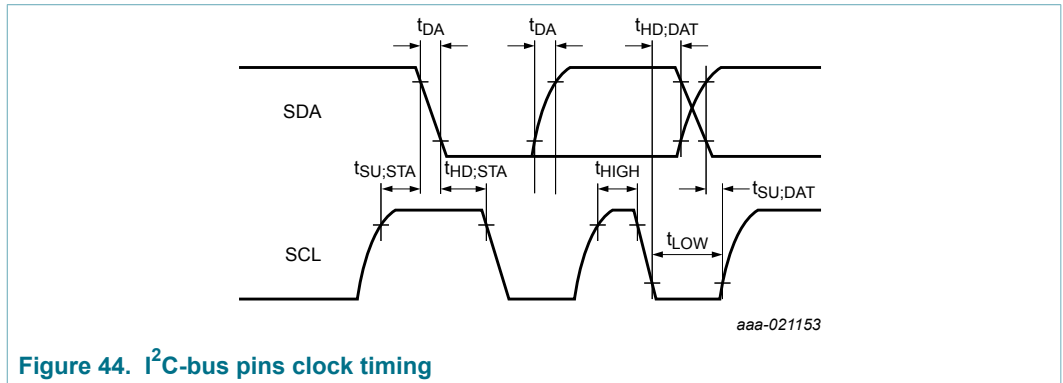 tDA tDA tHD;DAT
SDA
tSU;STA tHD;STA tHIGH tSU;DAT
tLOW
SCL
aaa-021153
Figure 44. I²C-bus pins clock timing